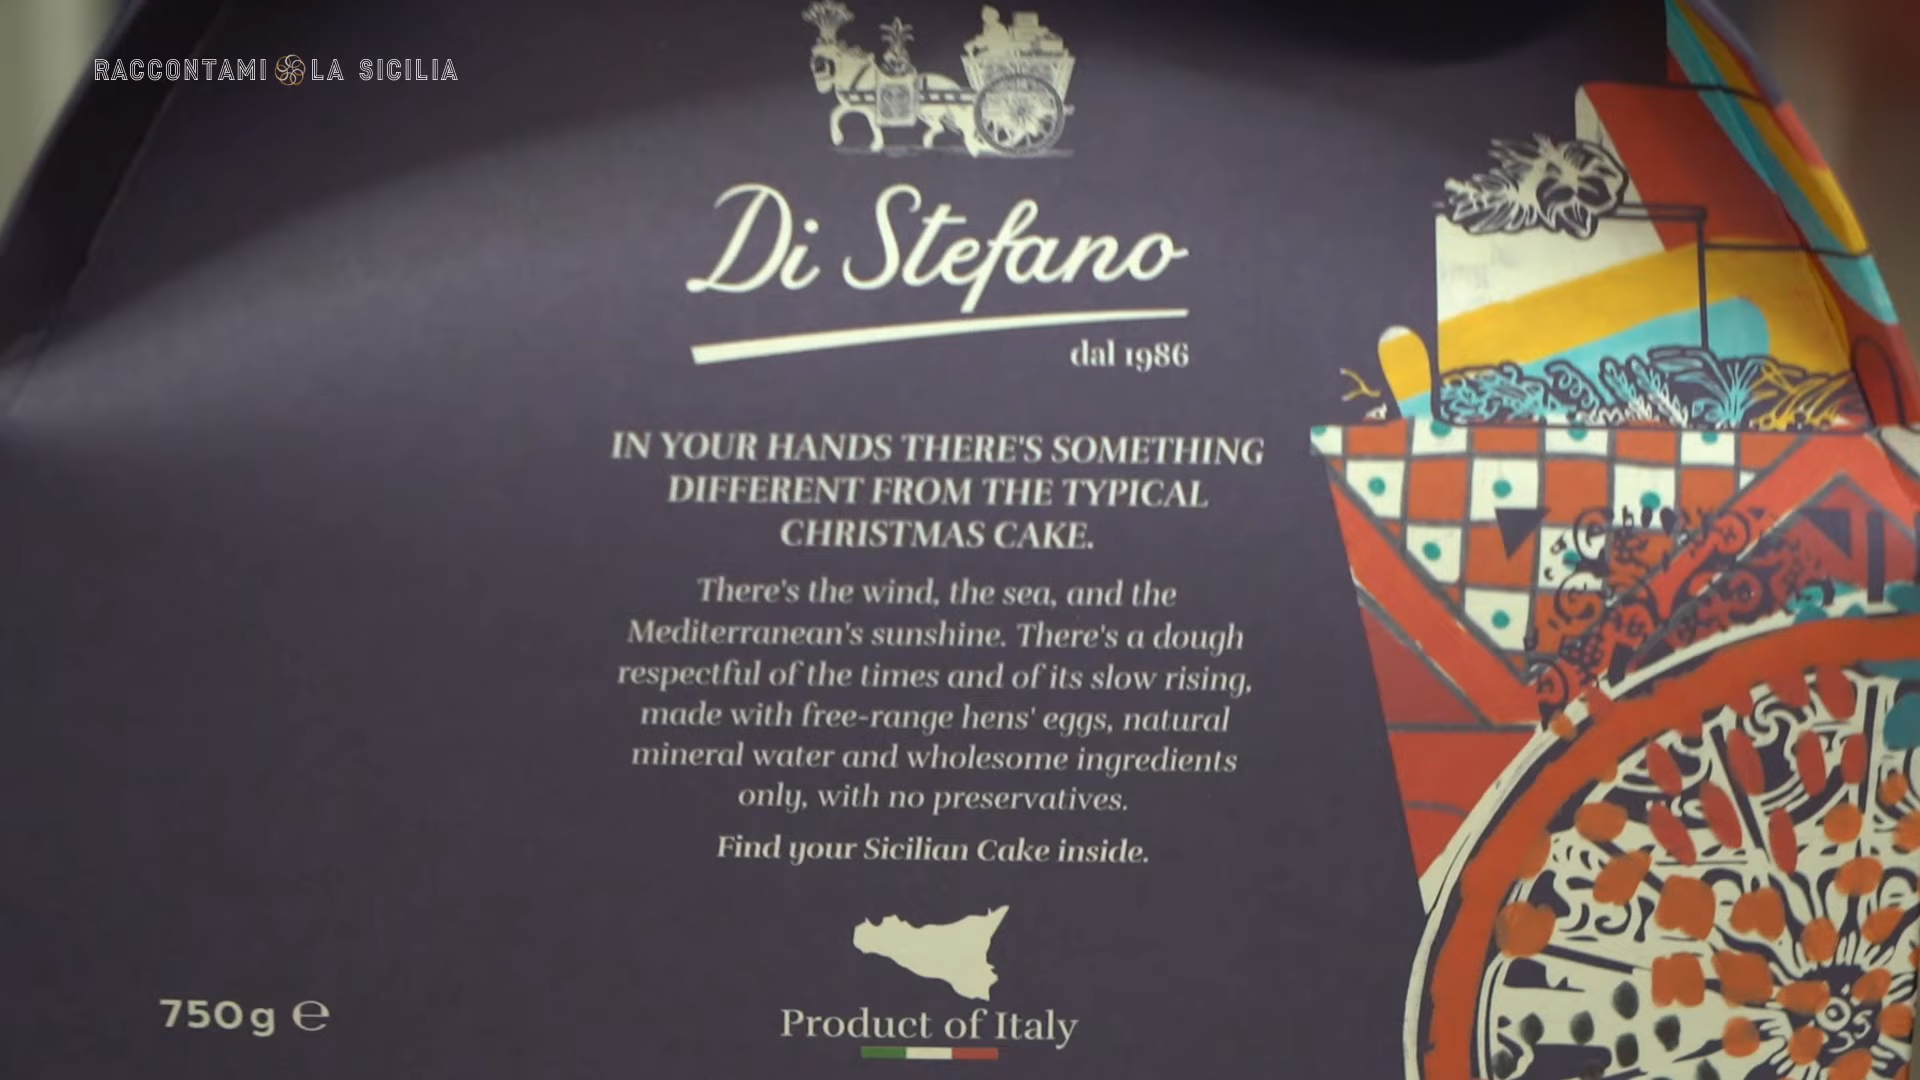 RACCONTAMI LA SICILIA
Di Stefano
dal 1986
IN YOUR HANDS THERE'S SOMETHING
DIFFERENT FROM THE TYPICAL
CHRISTMAS CAKE.
There's the wind, the sea, and the
Mediterranean's sunshine. There's a dough
respectful of the times and of its slow rising,
made with free-range hens' eggs, natural
mineral water and wholesome ingredients
only, with no preservatives.
Find your Sicilian Cake inside.
750g ℮
Product of Italy